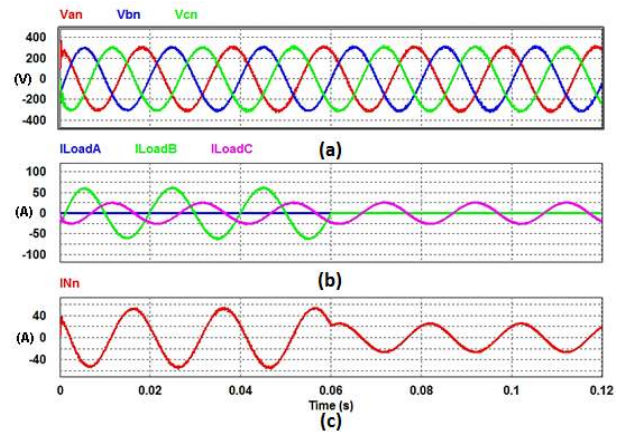 Van Vbn Vcn
400
200
(V) 0
-200
-400
(a)
ILoadA ILoadB ILoadC
100
50
(A) 0
-50
-100
(b)
INn
40
(A) 0
-40
0 0.02 0.04 0.06 0.08 0.1 0.12
Time (s)
(c)